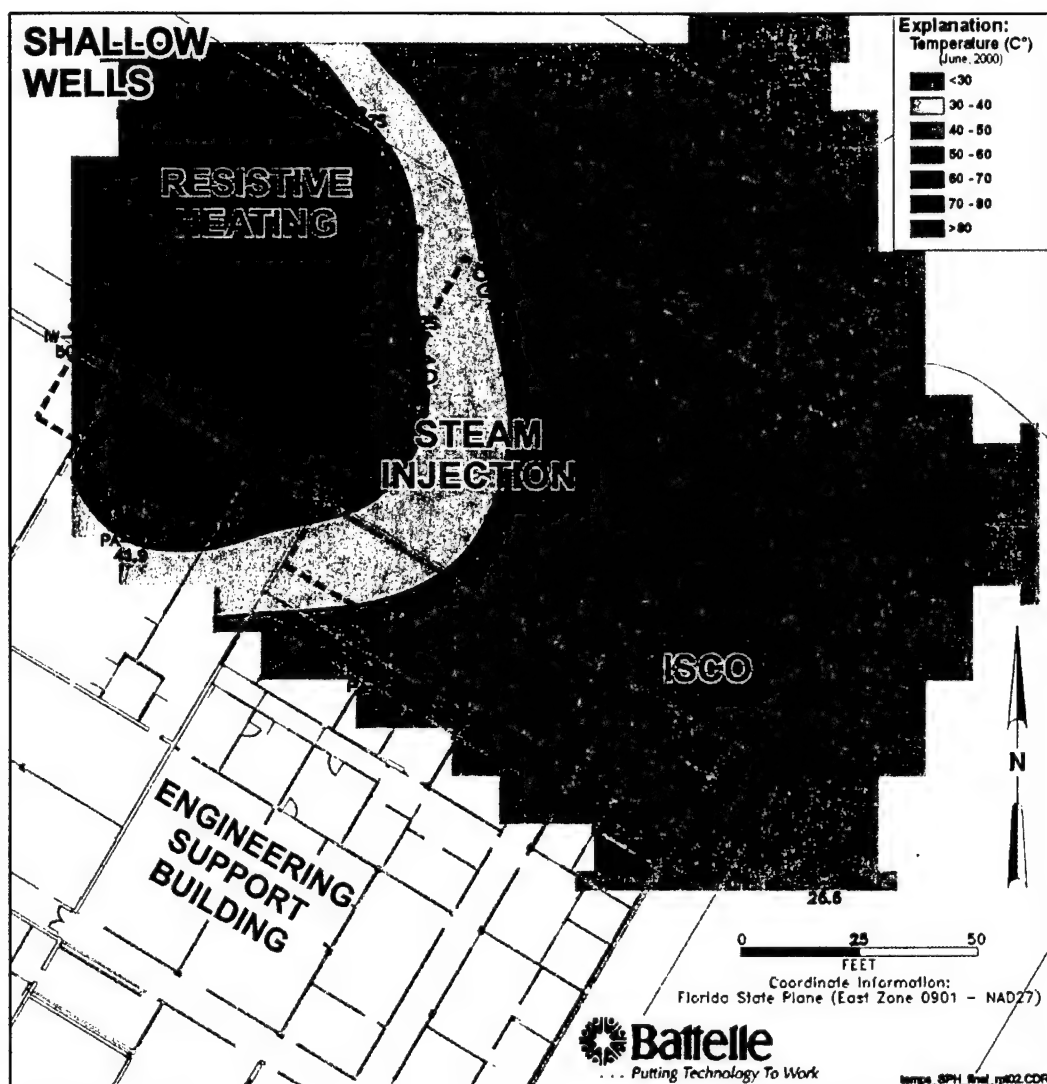 SHALLOW
WELLS
Explanation:
Temperature (C°)
(June, 2000)
<30
30 - 40
40 - 50
50 - 60
60 - 70
70 - 80
>80
RESISTIVE
HEATING
STEAM
INJECTION
ISCO
ENGINEERING
SUPPORT
BUILDING
N
26.5
0 25 50
FEET
Coordinate Information:
Florida State Plane (East Zone 0901 - NAD27)
Battelle
... Putting Technology To Work